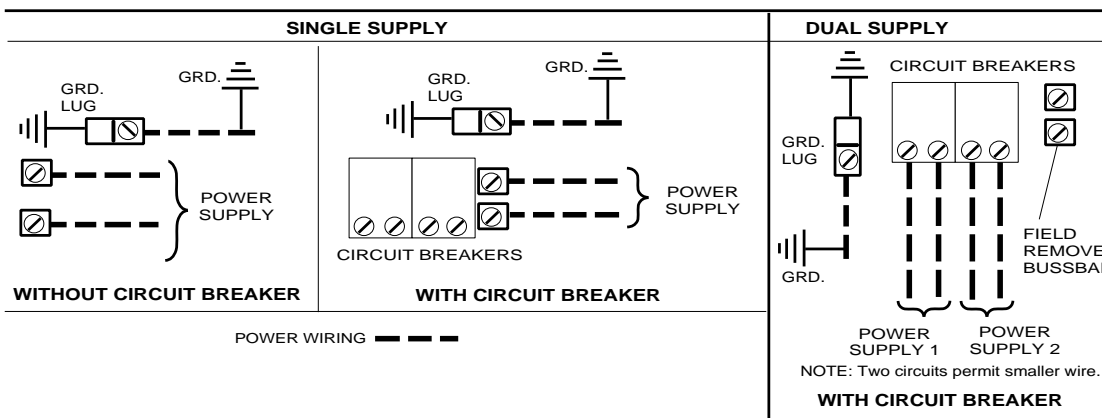 SINGLE SUPPLY
GRD.
LUG
GRD.
POWER
SUPPLY
WITHOUT CIRCUIT BREAKER
GRD.
LUG
GRD.
POWER
SUPPLY
CIRCUIT BREAKERS
WITH CIRCUIT BREAKER
POWER WIRING
DUAL SUPPLY
CIRCUIT BREAKERS
GRD.
LUG
GRD.
FIELD
REMOVE
POWER
SUPPLY 1
POWER
SUPPLY 2
NOTE: Two circuits permit smaller wire.
WITH CIRCUIT BREAKER